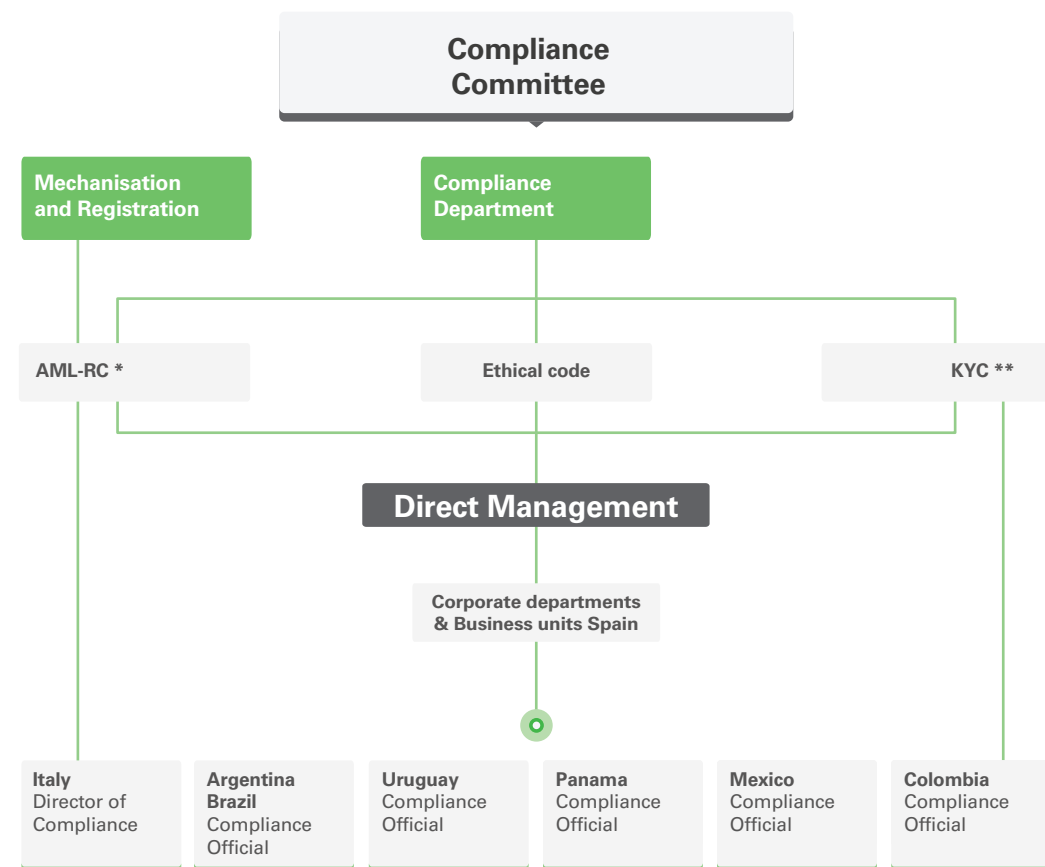 Compliance
Committee
Mechanisation
and Registration
Compliance
Department
AML-RC *
Ethical code
KYC **
Direct Management
Corporate departments
& Business units Spain
Italy
Director of
Compliance
Argentina
Brazil
Compliance
Official
Uruguay
Compliance
Official
Panama
Compliance
Official
Mexico
Compliance
Official
Colombia
Compliance
Official